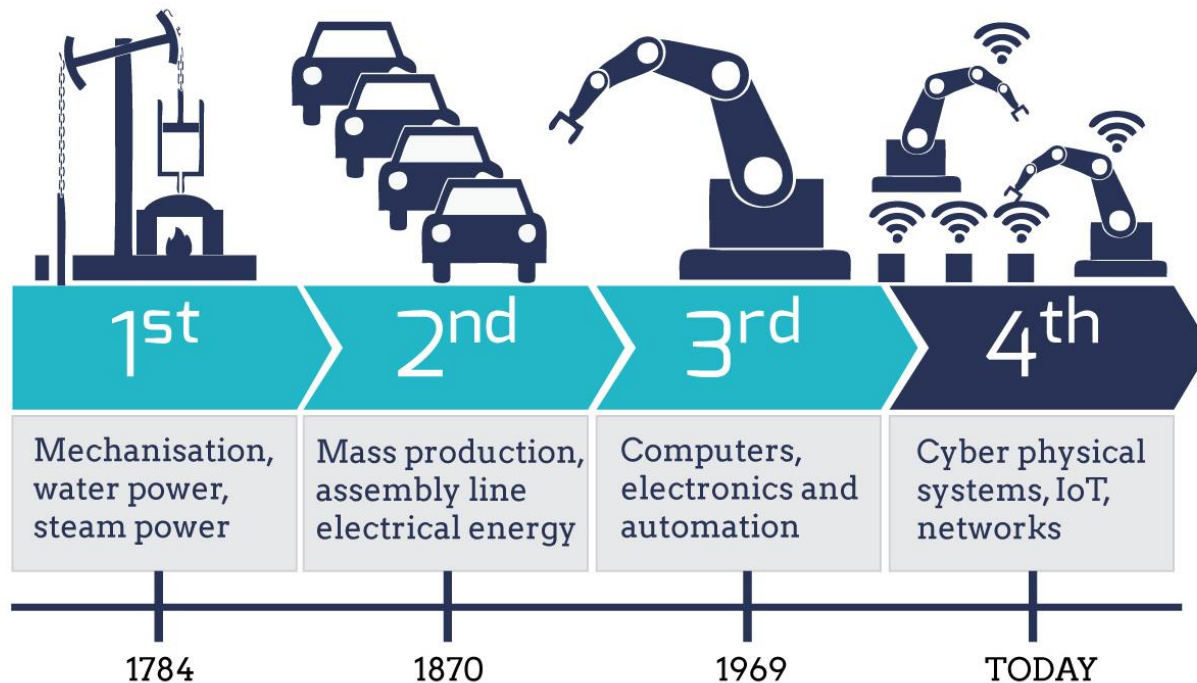 1st
2nd
3rd
4th
Mechanisation,
water power,
steam power
Mass production,
assembly line
electrical energy
Computers,
electronics and
automation
Cyber physical
systems, IoT,
networks
1784
1870
1969
TODAY